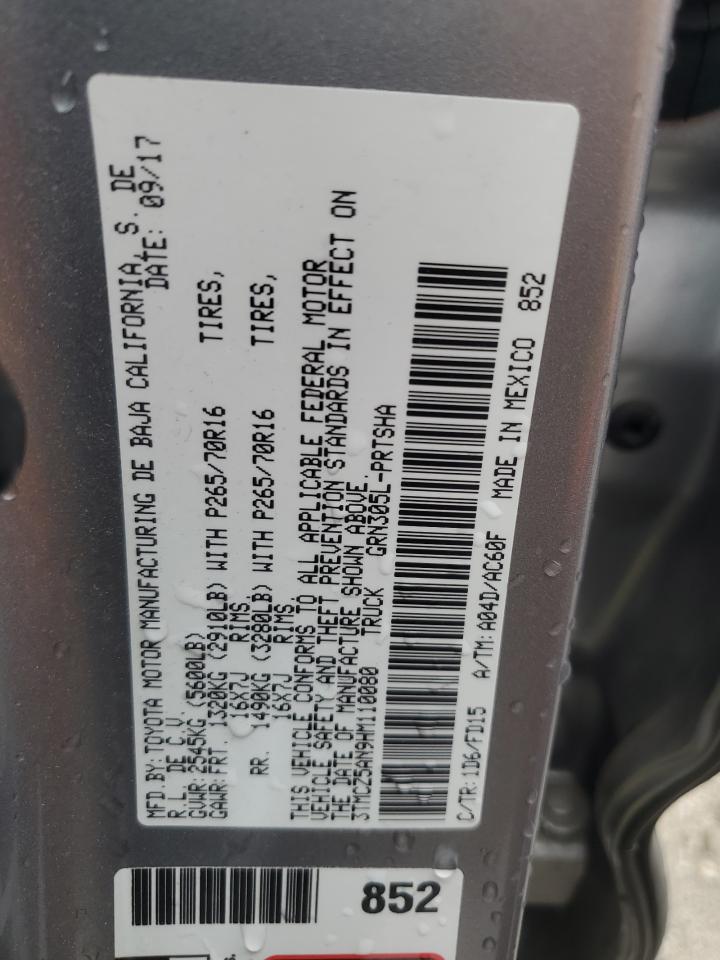 MFD.BY: TOYOTA MOTOR MANUFACTURING DE BAJA CALIFORNIA, S. DE
R.L. DE C.V. DATE: 09/17
GVWR: 2545KG (5600LB)
GAWR: FRT. 1320KG (2910LB) WITH P265/70R16 TIRES,
16X7J RIMS,
RR. 1490KG (3280LB) WITH P265/70R16 TIRES,
16X7J RIMS.
THIS VEHICLE CONFORMS TO ALL APPLICABLE FEDERAL MOTOR
VEHICLE SAFETY AND THEFT PREVENTION STANDARDS IN EFFECT ON
THE DATE OF MANUFACTURE SHOWN ABOVE.
3TMCZ5AN9HM110080 TRUCK GRN305L-PRTSHA
C/TR: 1D6/FD15 A/TM: A04D/AC60F MADE IN MEXICO 852
852
s.